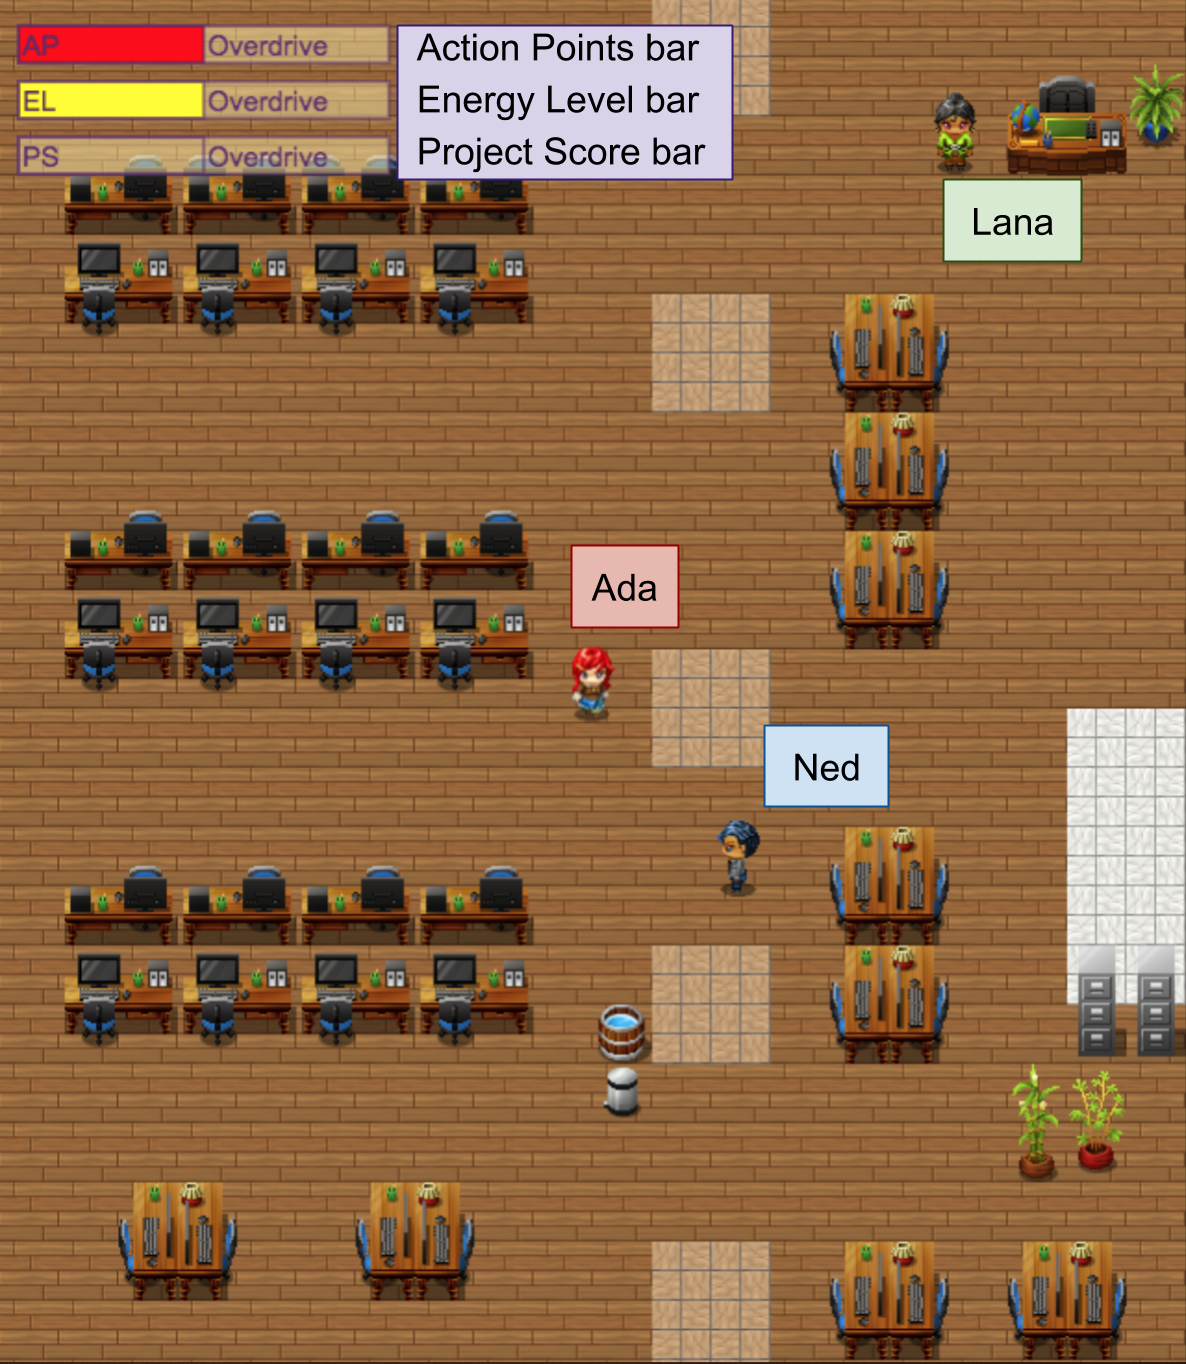 AP Overdrive
Action Points bar
EL Overdrive
Energy Level bar
PS Overdrive
Project Score bar
Lana
Ada
Ned